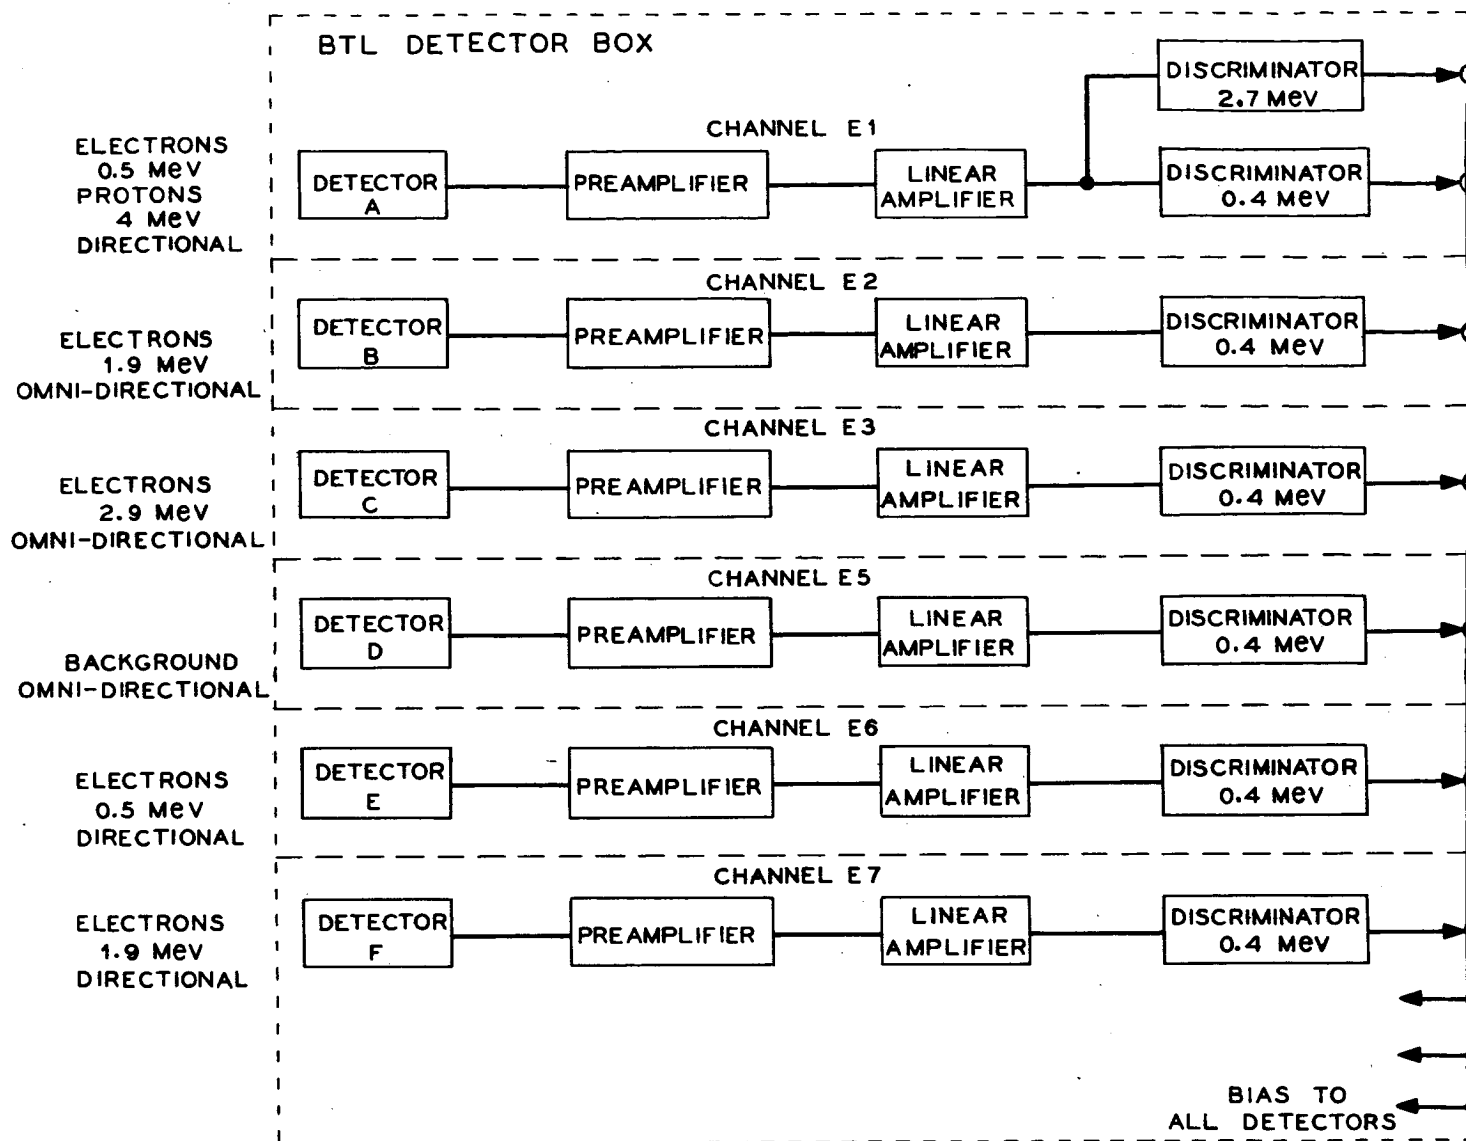 BTL DETECTOR BOX
DISCRIMINATOR
2.7 MeV
CHANNEL E1
ELECTRONS
0.5 MeV
PROTONS
4 MeV
DIRECTIONAL
DETECTOR
A
PREAMPLIFIER
LINEAR
AMPLIFIER
DISCRIMINATOR
0.4 MeV
CHANNEL E2
ELECTRONS
1.9 MeV
OMNI-DIRECTIONAL
DETECTOR
B
PREAMPLIFIER
LINEAR
AMPLIFIER
DISCRIMINATOR
0.4 MeV
CHANNEL E3
ELECTRONS
2.9 MeV
OMNI-DIRECTIONAL
DETECTOR
C
PREAMPLIFIER
LINEAR
AMPLIFIER
DISCRIMINATOR
0.4 MeV
CHANNEL E5
BACKGROUND
OMNI-DIRECTIONAL
DETECTOR
D
PREAMPLIFIER
LINEAR
AMPLIFIER
DISCRIMINATOR
0.4 MeV
CHANNEL E6
ELECTRONS
0.5 MeV
DIRECTIONAL
DETECTOR
E
PREAMPLIFIER
LINEAR
AMPLIFIER
DISCRIMINATOR
0.4 MeV
CHANNEL E7
ELECTRONS
1.9 MeV
DIRECTIONAL
DETECTOR
F
PREAMPLIFIER
LINEAR
AMPLIFIER
DISCRIMINATOR
0.4 MeV
BIAS TO
ALL DETECTORS